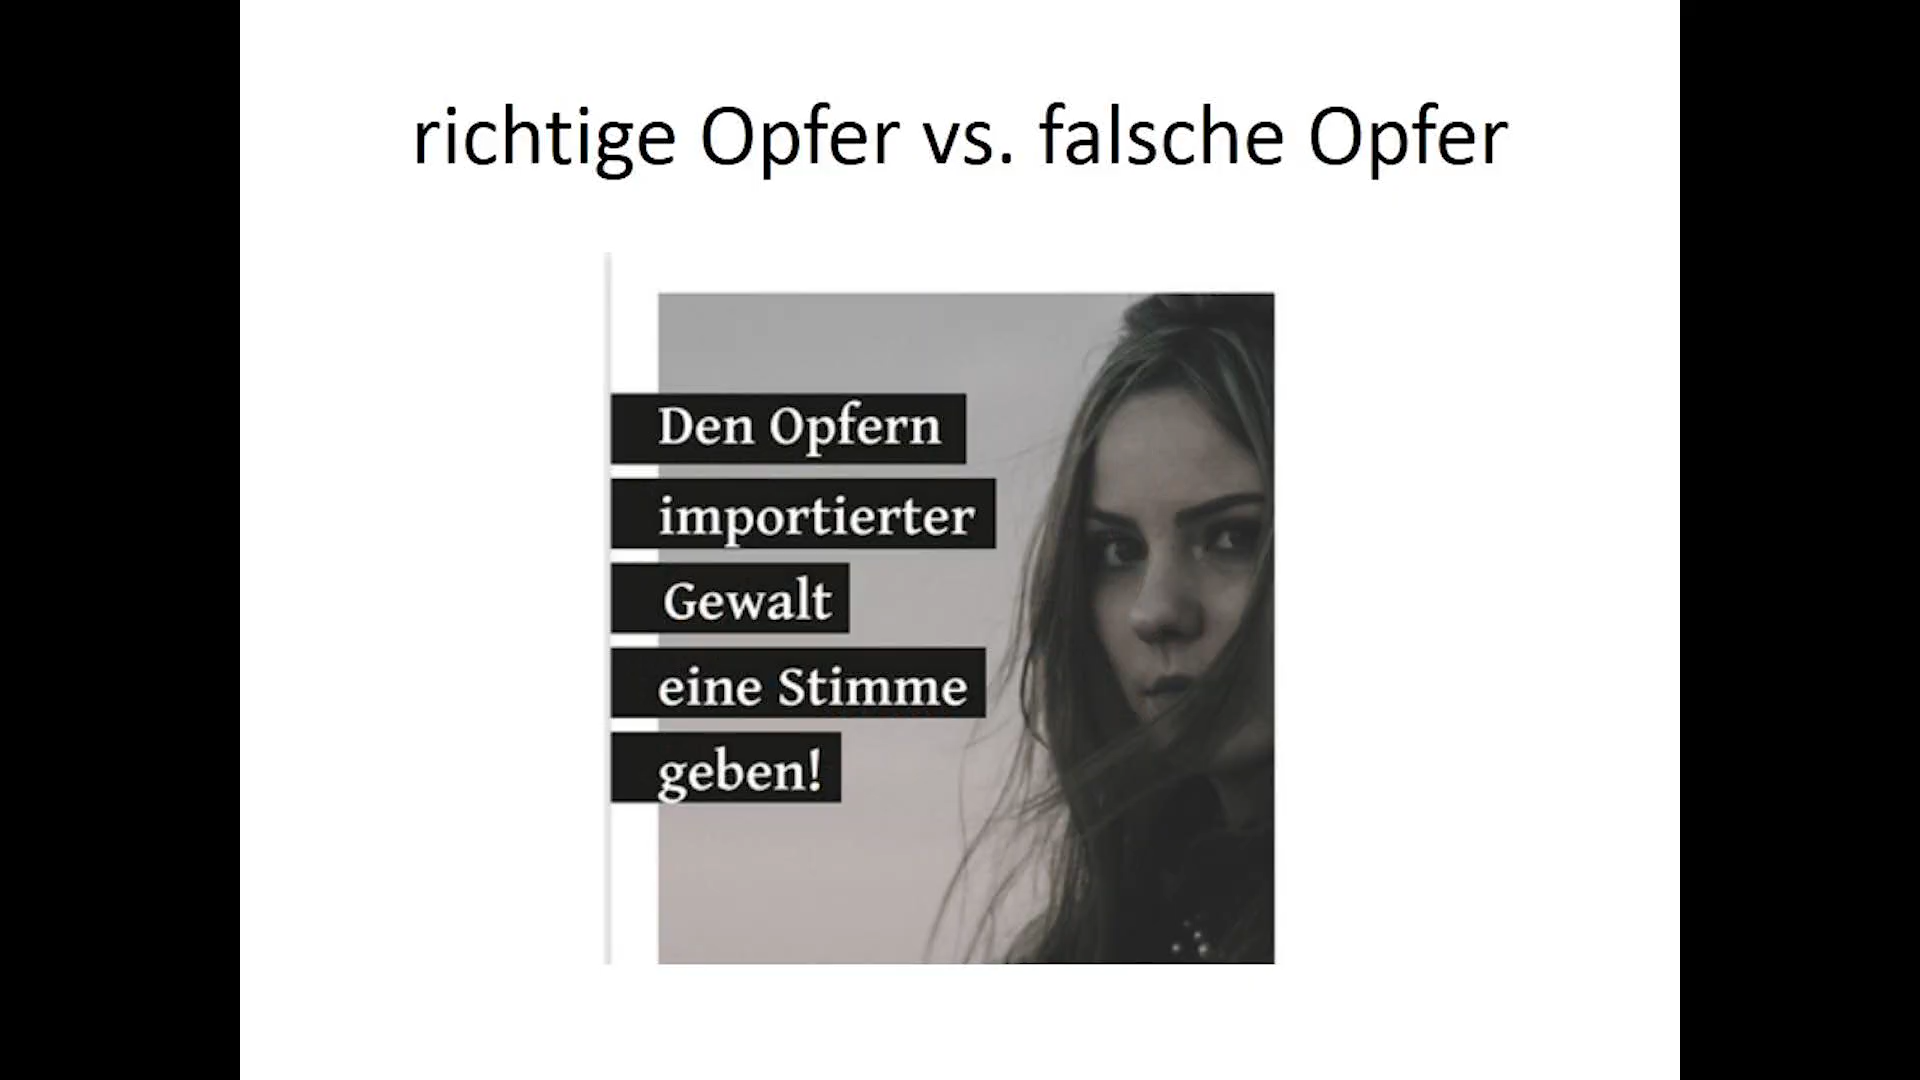 richtige Opfer vs. falsche Opfer
Den Opfern
importierter
Gewalt
eine Stimme
geben!